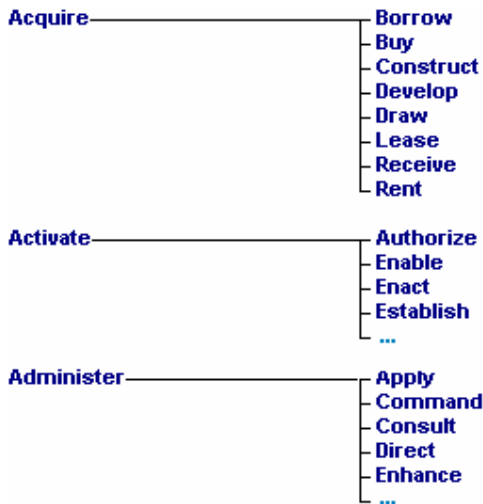 Acquire Borrow
Buy
Construct
Develop
Draw
Lease
Receive
Rent
Activate Authorize
Enable
Enact
Establish
...
Administer Apply
Command
Consult
Direct
Enhance
...